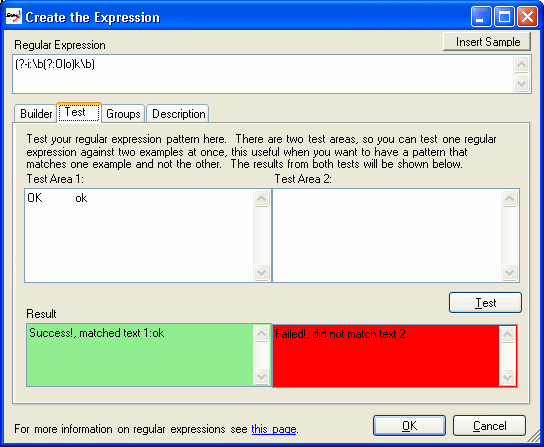 Create the Expression
Regular Expression
Insert Sample
(?-i:\b(?:O|o)k\b)
Builder Test Groups Description
Test your regular expression pattern here. There are two test areas, so you can test one regular
expression against two examples at once, this useful when you want to have a pattern that
matches one example and not the other. The results from both tests will be shown below.
Test Area 1: Test Area 2:
OK ok
Test
Result
Success!, matched text 1:ok Failed!, did not match text 2
For more information on regular expressions see this page.
OK Cancel